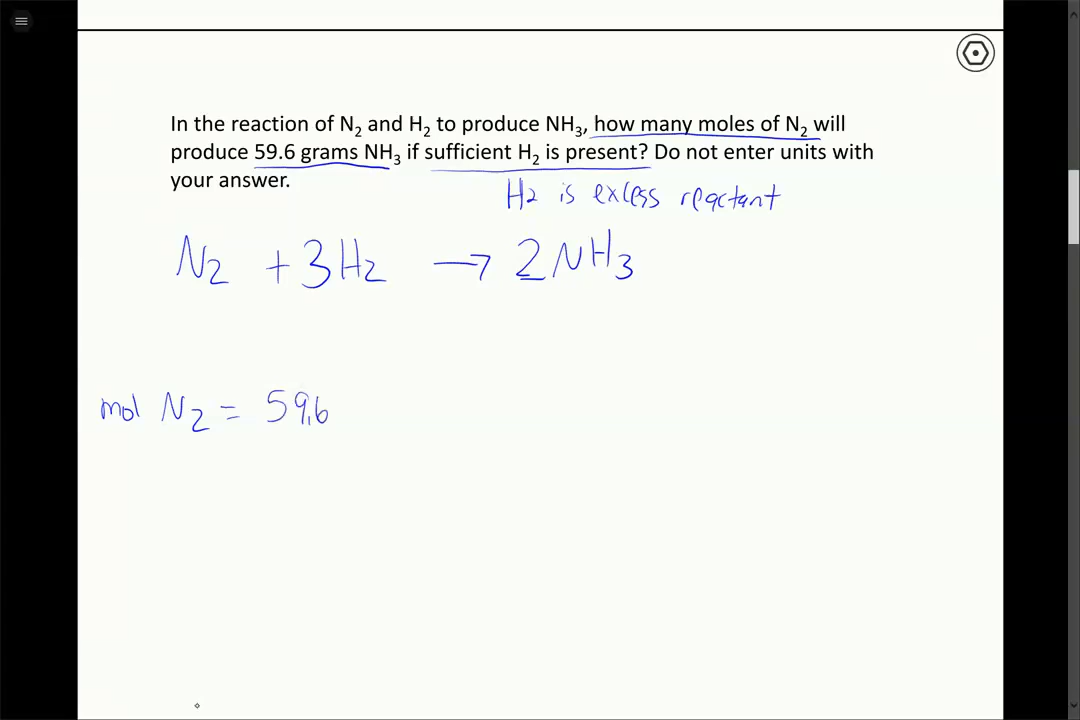 In the reaction of N₂ and H₂ to produce NH₃, how many moles of N₂ will
produce 59.6 grams NH₃ if sufficient H₂ is present? Do not enter units with
your answer.
H₂ is excess reactant
N₂ + 3H₂ → 2NH₃
mol N₂ = 59.6